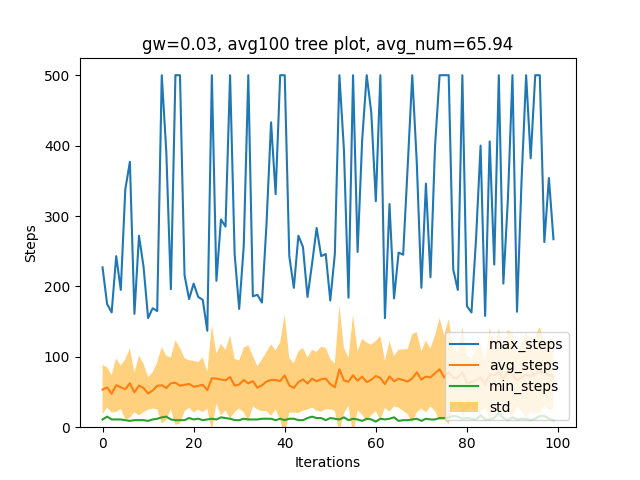 gw=0.03, avg100 tree plot, avg_num=65.94
500
400
300
200
100
0
Steps
max_steps
avg_steps
min_steps
std
0 20 40 60 80 100
Iterations